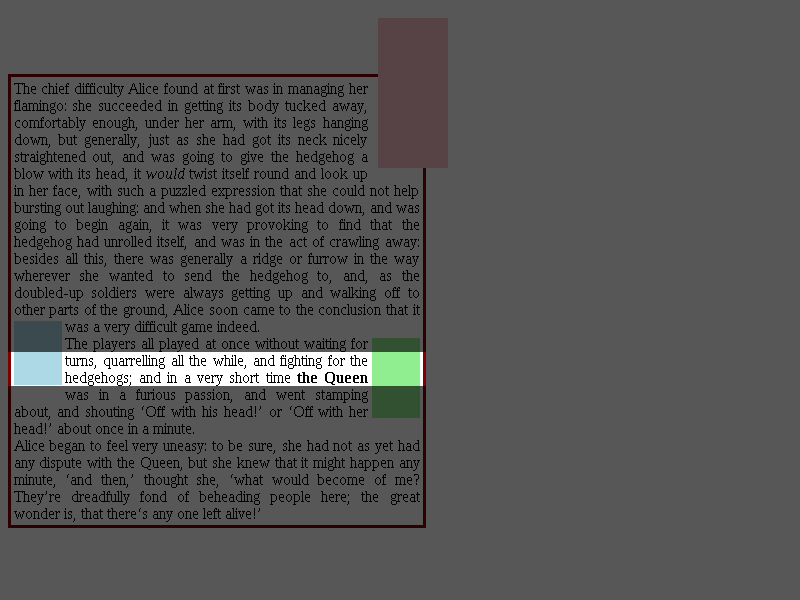 The chief difficulty Alice found at first was in managing her
flamingo: she succeeded in getting its body tucked away,
comfortably enough, under her arm, with its legs hanging
down, but generally, just as she had got its neck nicely
straightened out, and was going to give the hedgehog a
blow with its head, it would twist itself round and look up
in her face, with such a puzzled expression that she could not help
bursting out laughing: and when she had got its head down, and was
going to begin again, it was very provoking to find that the
hedgehog had unrolled itself, and was in the act of crawling away:
besides all this, there was generally a ridge or furrow in the way
wherever she wanted to send the hedgehog to, and, as the
doubled-up soldiers were always getting up and walking off to
other parts of the ground, Alice soon came to the conclusion that it
was a very difficult game indeed.
The players all played at once without waiting for
turns, quarrelling all the while, and fighting for the
hedgehogs; and in a very short time the Queen
was in a furious passion, and went stamping
about, and shouting ‘Off with his head!’ or ‘Off with her
head!’ about once in a minute.
Alice began to feel very uneasy: to be sure, she had not as yet had
any dispute with the Queen, but she knew that it might happen any
minute, ‘and then,’ thought she, ‘what would become of me?
They’re dreadfully fond of beheading people here; the great
wonder is, that there’s any one left alive!’